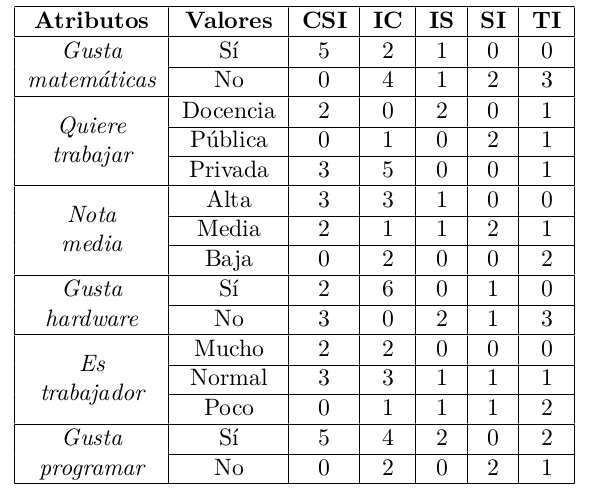 Atributos Valores CSI IC IS SI TI
Gusta matemáticas Sí 5 2 1 0 0
No 0 4 1 2 3
Quiere trabajar Docencia 2 0 2 0 1
Pública 0 1 0 2 1
Privada 3 5 0 0 1
Nota media Alta 3 3 1 0 0
Media 2 1 1 2 1
Baja 0 2 0 0 2
Gusta hardware Sí 2 6 0 1 0
No 3 0 2 1 3
Es trabajador Mucho 2 2 0 0 0
Normal 3 3 1 1 1
Poco 0 1 1 1 2
Gusta programar Sí 5 4 2 0 2
No 0 2 0 2 1